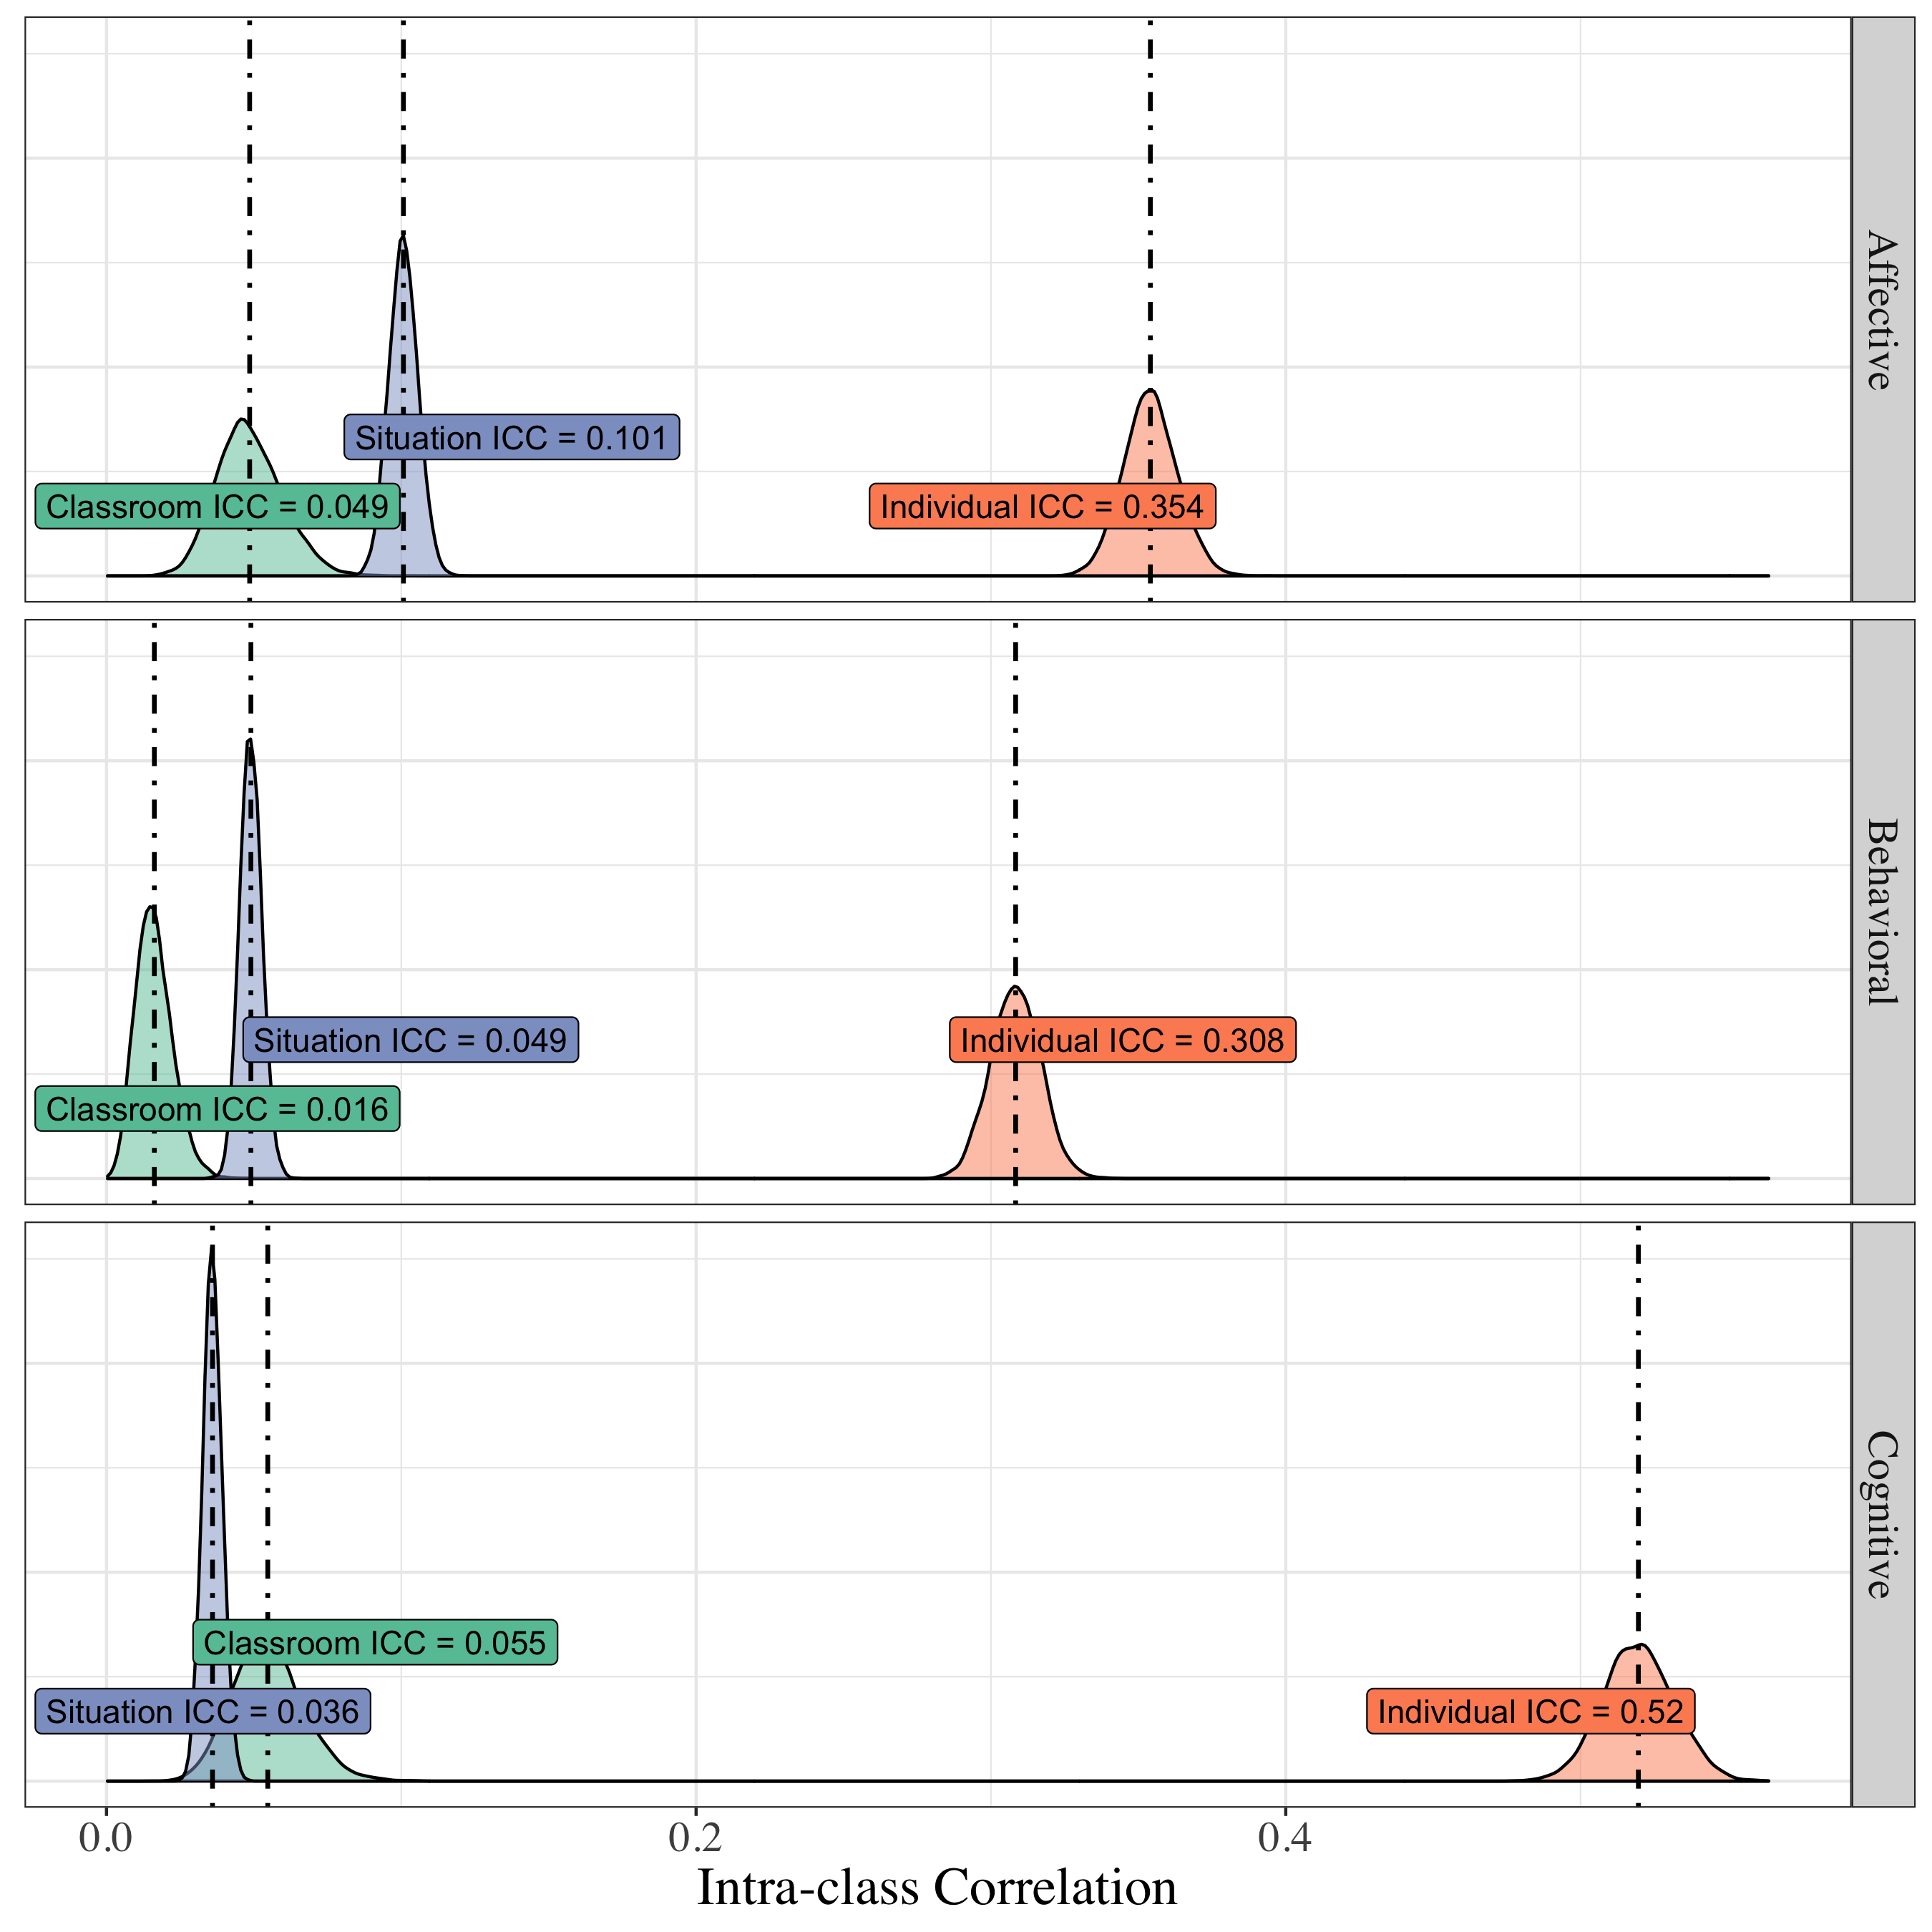 Affective
Situation ICC = 0.101
Classroom ICC = 0.049
Individual ICC = 0.354
Behavioral
Situation ICC = 0.049
Individual ICC = 0.308
Classroom ICC = 0.016
Cognitive
Classroom ICC = 0.055
Situation ICC = 0.036
Individual ICC = 0.52
0.0 0.2 0.4
Intra-class Correlation